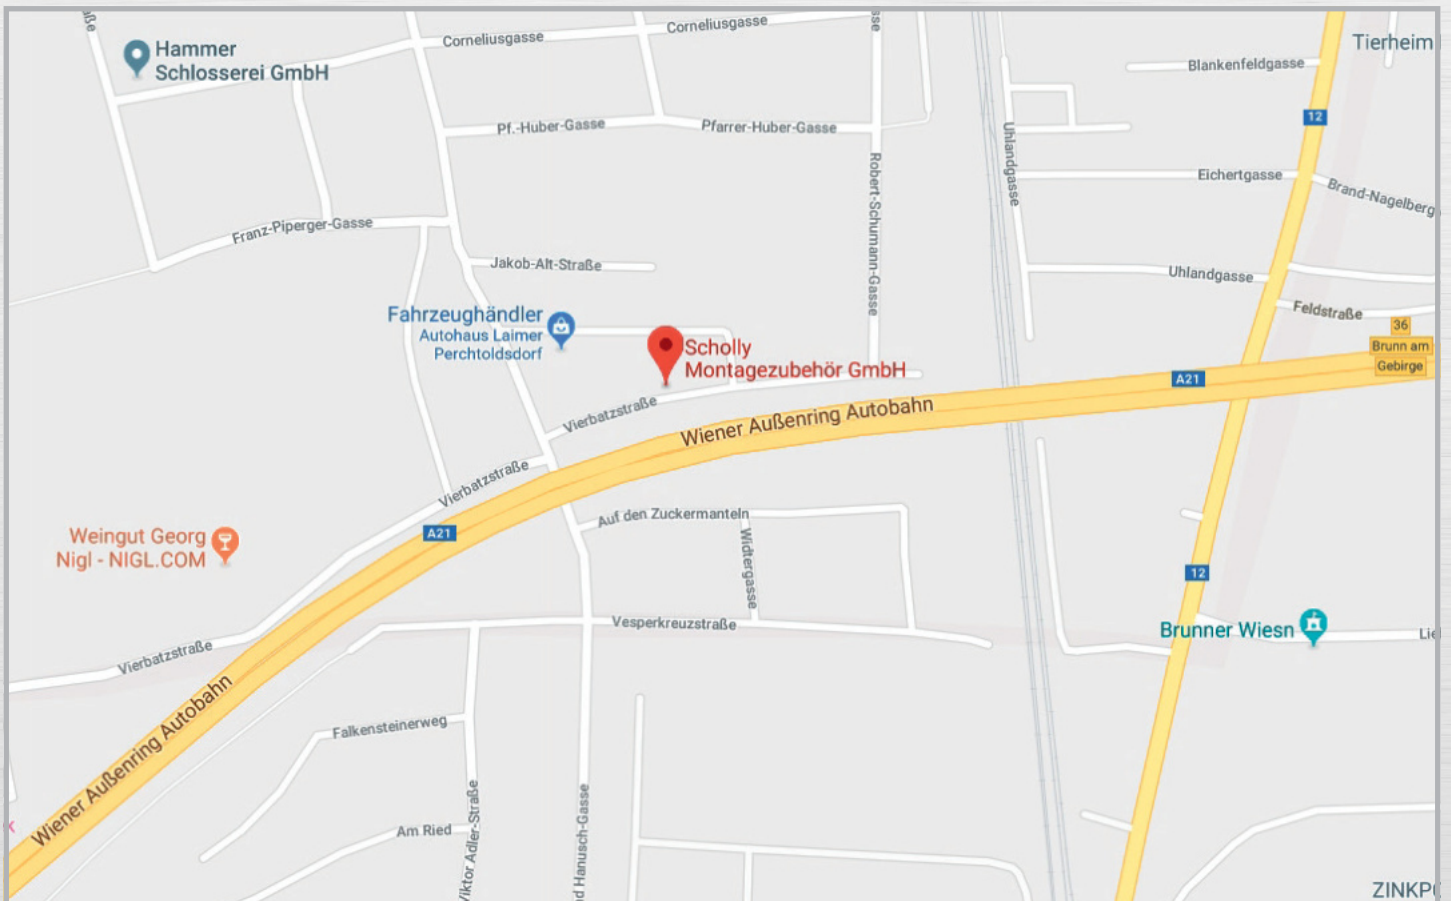 Hammer
Schlosserei GmbH
Corneliusgasse
Corneliusgasse
Tierheim
Blankenfeldgasse
12
Pf.-Huber-Gasse
Pfarrer-Huber-Gasse
Uhlandgasse
Robert-Schumann-Gasse
Eichertgasse
Brand-Nagelberg
Franz-Piperger-Gasse
Jakob-Alt-Straße
Uhlandgasse
Feldstraße
Fahrzeughändler
Autohaus Laimer
Perchtoldsdorf
36
Brunn am
Gebirge
Scholly
Montagezubehör GmbH
A21
Vierbatzstraße
Wiener Außenring Autobahn
Vierbatzstraße
A21
Auf den Zuckermanteln
Widtergasse
Weingut Georg
Nigl - NIGL.COM
12
Vesperkreuzstraße
Brunner Wiesn
Lie
Vierbatzstraße
Wiener Außenring Autobahn
Falkensteinerweg
Am Ried
Viktor Adler-Straße
d Hanusch-Gasse
ZINKP